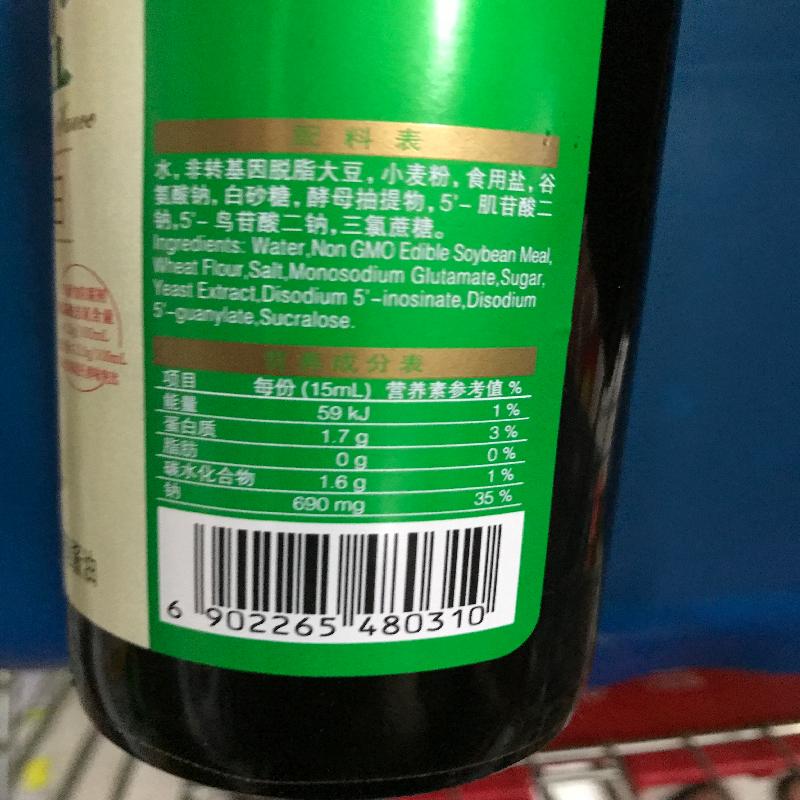 配料表
水,非转基因脱脂大豆,小麦粉,食用盐,谷
氨酸钠,白砂糖,酵母抽提物,5'-肌苷酸二
钠,5'-鸟苷酸二钠,三氯蔗糖。
Ingredients: Water,Non GMO Edible Soybean Meal,
Wheat Flour,Salt,Monosodium Glutamate,Sugar,
Yeast Extract,Disodium 5'-inosinate,Disodium
5'-guanylate,Sucralose.
营养成分表
项目 每份(15mL) 营养素参考值%
能量 59 kJ 1%
蛋白质 1.7 g 3%
脂肪 0 g 0%
碳水化合物 1.6 g 1%
钠 690 mg 35%
6 902265 480310